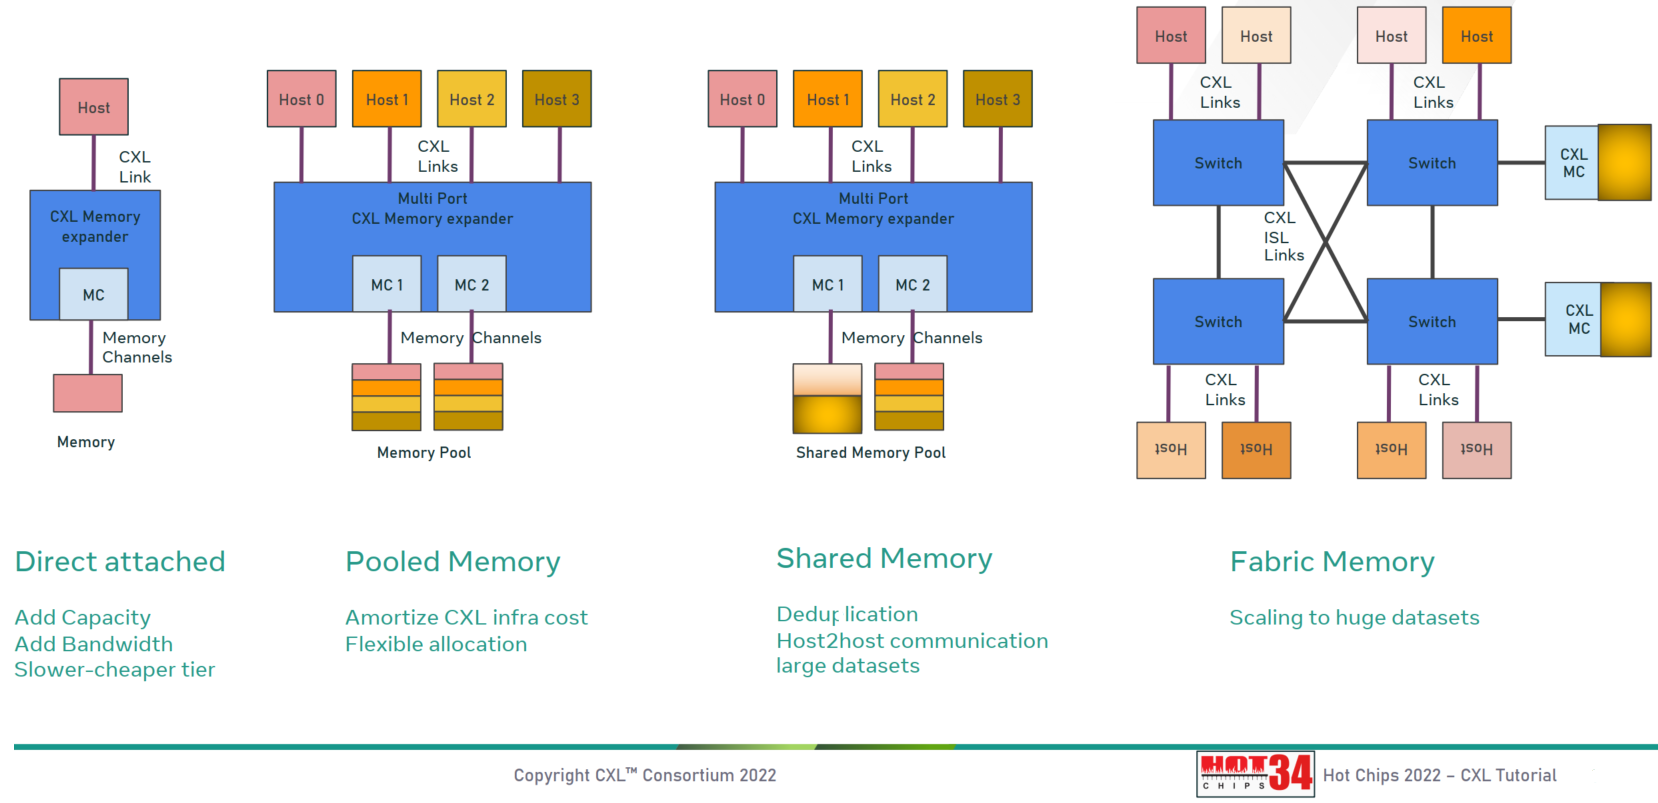 Host
CXL
Link
CXL Memory
expander
MC
Memory
Channels
Memory
Host 0
Host 1
Host 2
Host 3
CXL
Links
Multi Port
CXL Memory expander
MC 1
MC 2
Memory Channels
Memory Pool
Host 0
Host 1
Host 2
Host 3
CXL
Links
Multi Port
CXL Memory expander
MC 1
MC 2
Memory Channels
Shared Memory Pool
Host
Host
Host
Host
CXL
Links
CXL
Links
Switch
Switch
CXL
MC
CXL
ISL
Links
Switch
Switch
CXL
MC
CXL
Links
CXL
Links
Host
Host
Host
Host
Direct attached
Add Capacity
Add Bandwidth
Slower-cheaper tier
Pooled Memory
Amortize CXL infra cost
Flexible allocation
Shared Memory
Deduplication
Host2host communication
large datasets
Fabric Memory
Scaling to huge datasets
Copyright CXL™ Consortium 2022
HOT
CHIPS
34
Hot Chips 2022 – CXL Tutorial